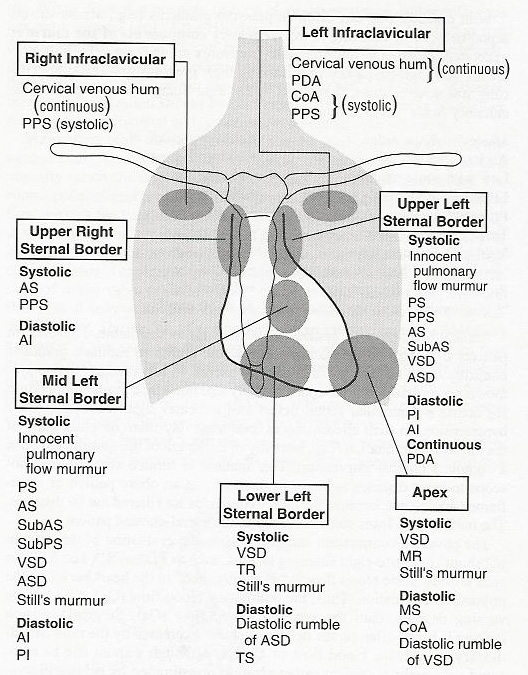 Right Infraclavicular
Cervical venous hum
(continuous)
PPS (systolic)
Left Infraclavicular
Cervical venous hum
PDA
(continuous)
CoA
PPS
(systolic)
Upper Right
Sternal Border
Systolic
AS
PPS
Diastolic
AI
Upper Left
Sternal Border
Systolic
Innocent
pulmonary
flow murmur
PS
PPS
AS
SubAS
VSD
ASD
Diastolic
PI
AI
Continuous
PDA
Mid Left
Sternal Border
Systolic
Innocent
pulmonary
flow murmur
PS
AS
SubAS
SubPS
VSD
ASD
Still's murmur
Diastolic
AI
PI
Lower Left
Sternal Border
Systolic
VSD
TR
Still's murmur
Diastolic
Diastolic rumble
of ASD
TS
Apex
Systolic
VSD
MR
Still's murmur
Diastolic
MS
CoA
Diastolic rumble
of VSD